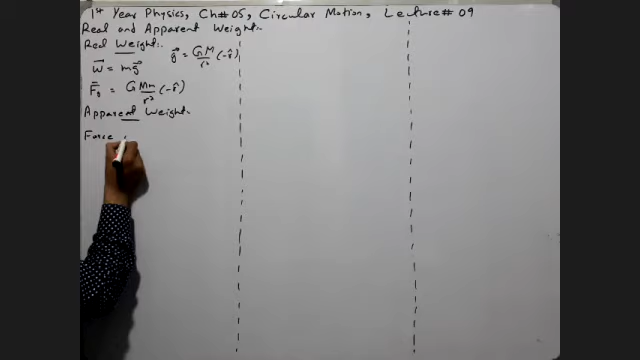 1st Year Physics, Ch#05, Circular Motion, Lecture# 09
Real and Apparent Weight:-
Real Weight:-
W⃗ = mg⃗
g⃗ = GM/r² (-r̂)
F⃗g = G Mm/r² (-r̂)
Apparent Weight:-
Force